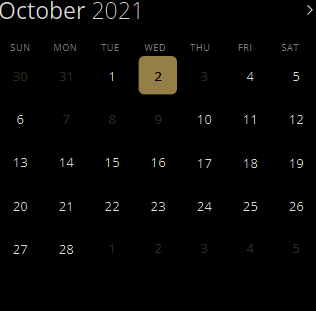 October 2021
SUN MON TUE WED THU FRI SAT
30 31 1 2 3 4 5
6 7 8 9 10 11 12
13 14 15 16 17 18 19
20 21 22 23 24 25 26
27 28 1 2 3 4 5